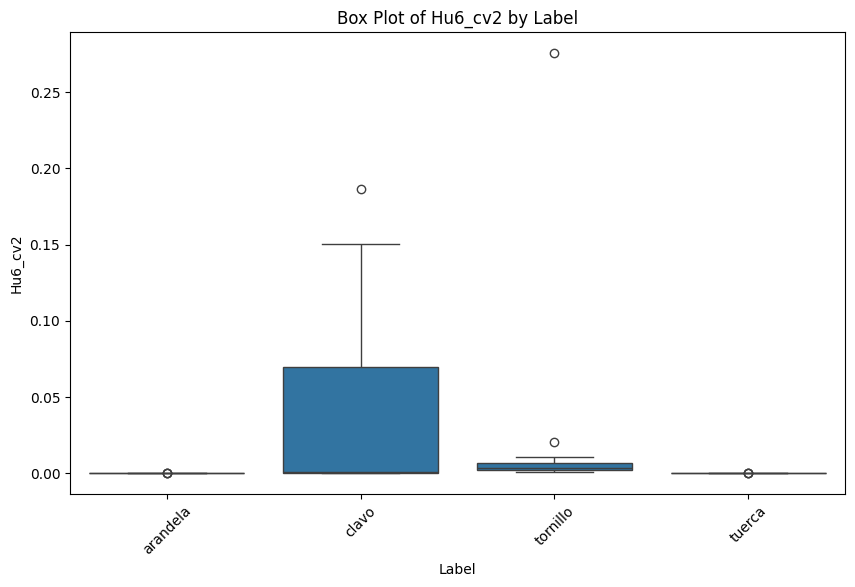 Box Plot of Hu6_cv2 by Label
Hu6_cv2
0.25
0.20
0.15
0.10
0.05
0.00
arandela
clavo
tornillo
tuerca
Label